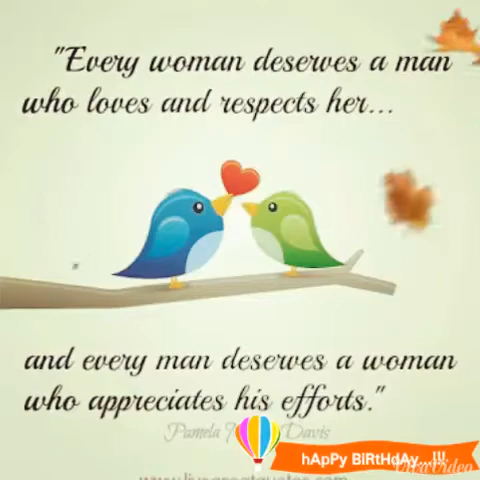 "Every woman deserves a man
who loves and respects her...
and every man deserves a woman
who appreciates his efforts."
Pamela Davis
hAppY BIRtHdAY...!!!